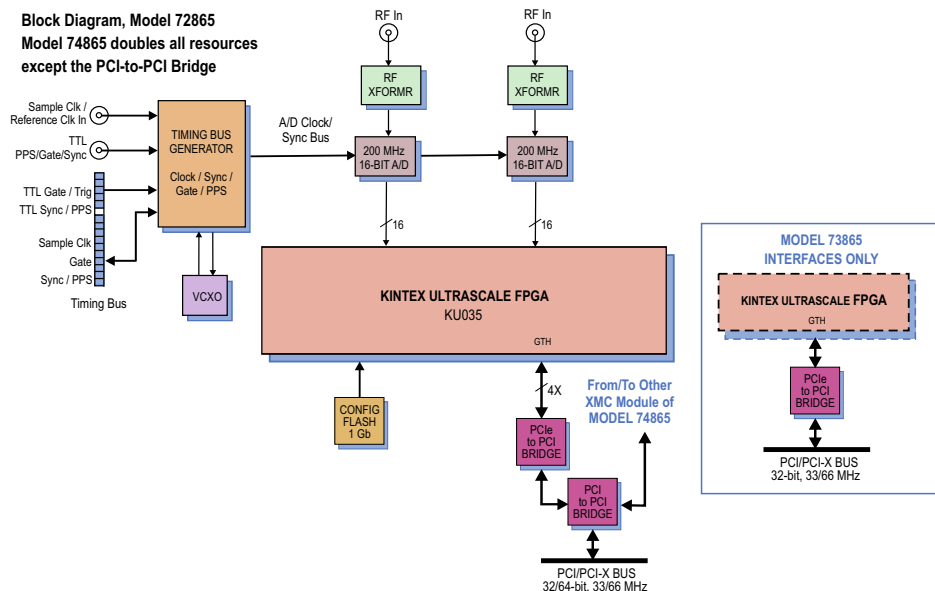 Block Diagram, Model 72865
Model 74865 doubles all resources
except the PCI-to-PCI Bridge
RF In
RF In
RF
XFORMR
RF
XFORMR
Sample Clk /
Reference Clk In
TTL
PPS/Gate/Sync
TTL Gate / Trig
TTL Sync / PPS
Sample Clk
Gate
Sync / PPS
Timing Bus
TIMING BUS
GENERATOR
Clock / Sync /
Gate / PPS
VCXO
A/D Clock/
Sync Bus
200 MHz
16-BIT A/D
200 MHz
16-BIT A/D
16
16
KINTEX ULTRASCALE FPGA
KU035
GTH
CONFIG
FLASH
1 Gb
4X
PCIe
to PCI
BRIDGE
From/To Other
XMC Module of
MODEL 74865
PCI
to PCI
BRIDGE
PCI/PCI-X BUS
32/64-bit, 33/66 MHz
MODEL 73865
INTERFACES ONLY
KINTEX ULTRASCALE FPGA
GTH
PCIe
to PCI
BRIDGE
PCI/PCI-X BUS
32-bit, 33/66 MHz